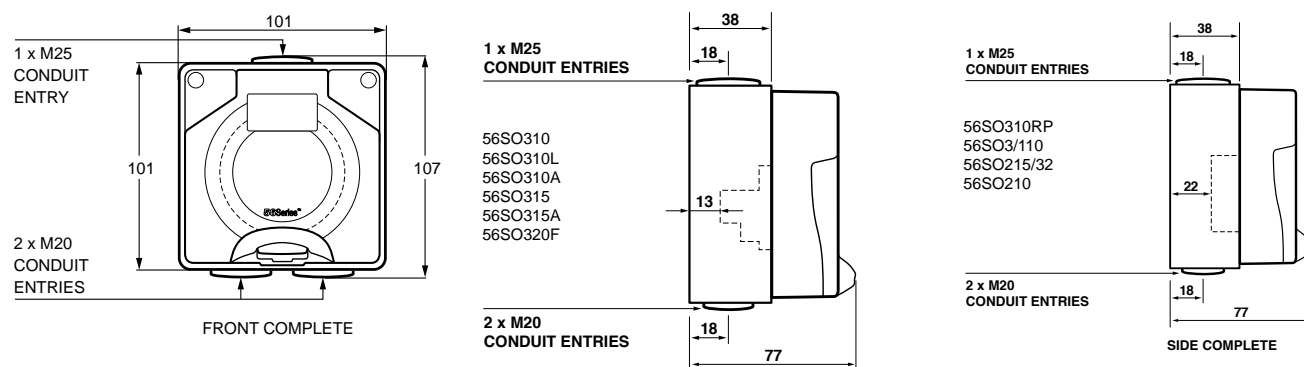 101
1 x M25
CONDUIT
ENTRY
101
107
56Series™
2 x M20
CONDUIT
ENTRIES
FRONT COMPLETE
38
18
1 x M25
CONDUIT ENTRIES
56SO310
56SO310L
56SO310A
56SO315
56SO315A
56SO320F
13
2 x M20
CONDUIT ENTRIES
18
77
38
18
1 x M25
CONDUIT ENTRIES
56SO310RP
56SO3/110
56SO215/32
56SO210
22
2 x M20
CONDUIT ENTRIES
18
77
SIDE COMPLETE